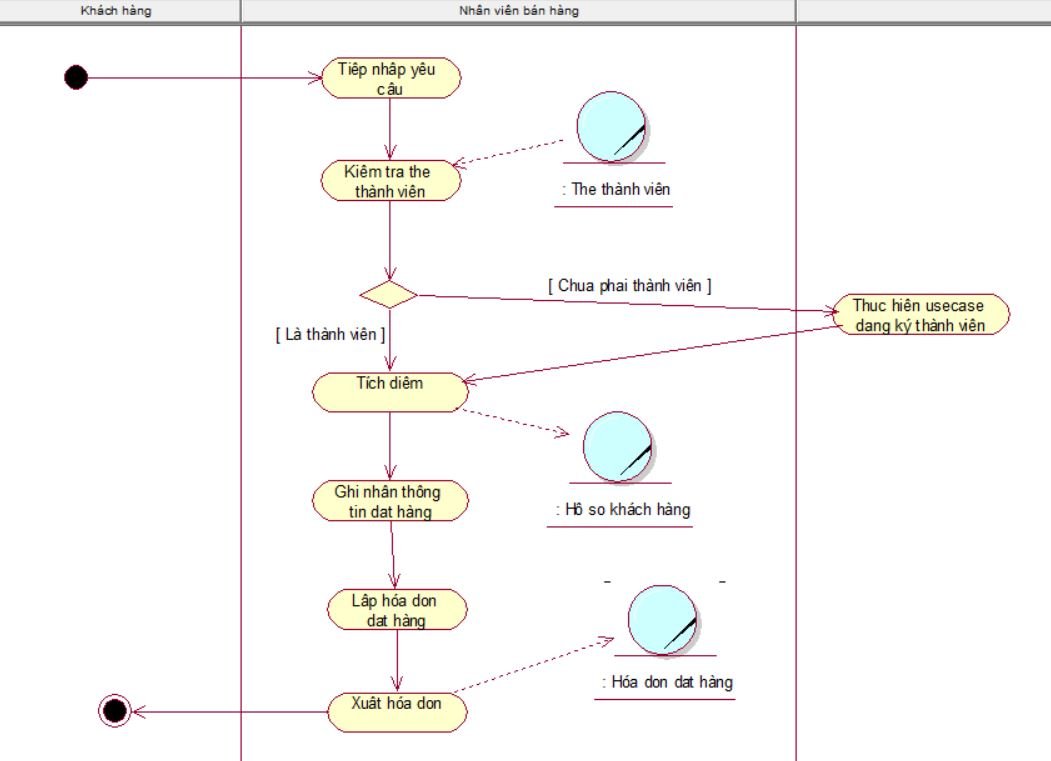 Khách hàng
Nhân viên bán hàng
Tiêp nhâp yêu
câu
Kiêm tra the
thành viên
: The thành viên
[ Chua phai thành viên ]
Thuc hiên usecase
dang ký thành viên
[ Là thành viên ]
Tích diêm
Ghi nhân thông
tin dat hàng
: Hô so khách hàng
Lâp hóa don
dat hàng
: Hóa don dat hàng
Xuât hóa don